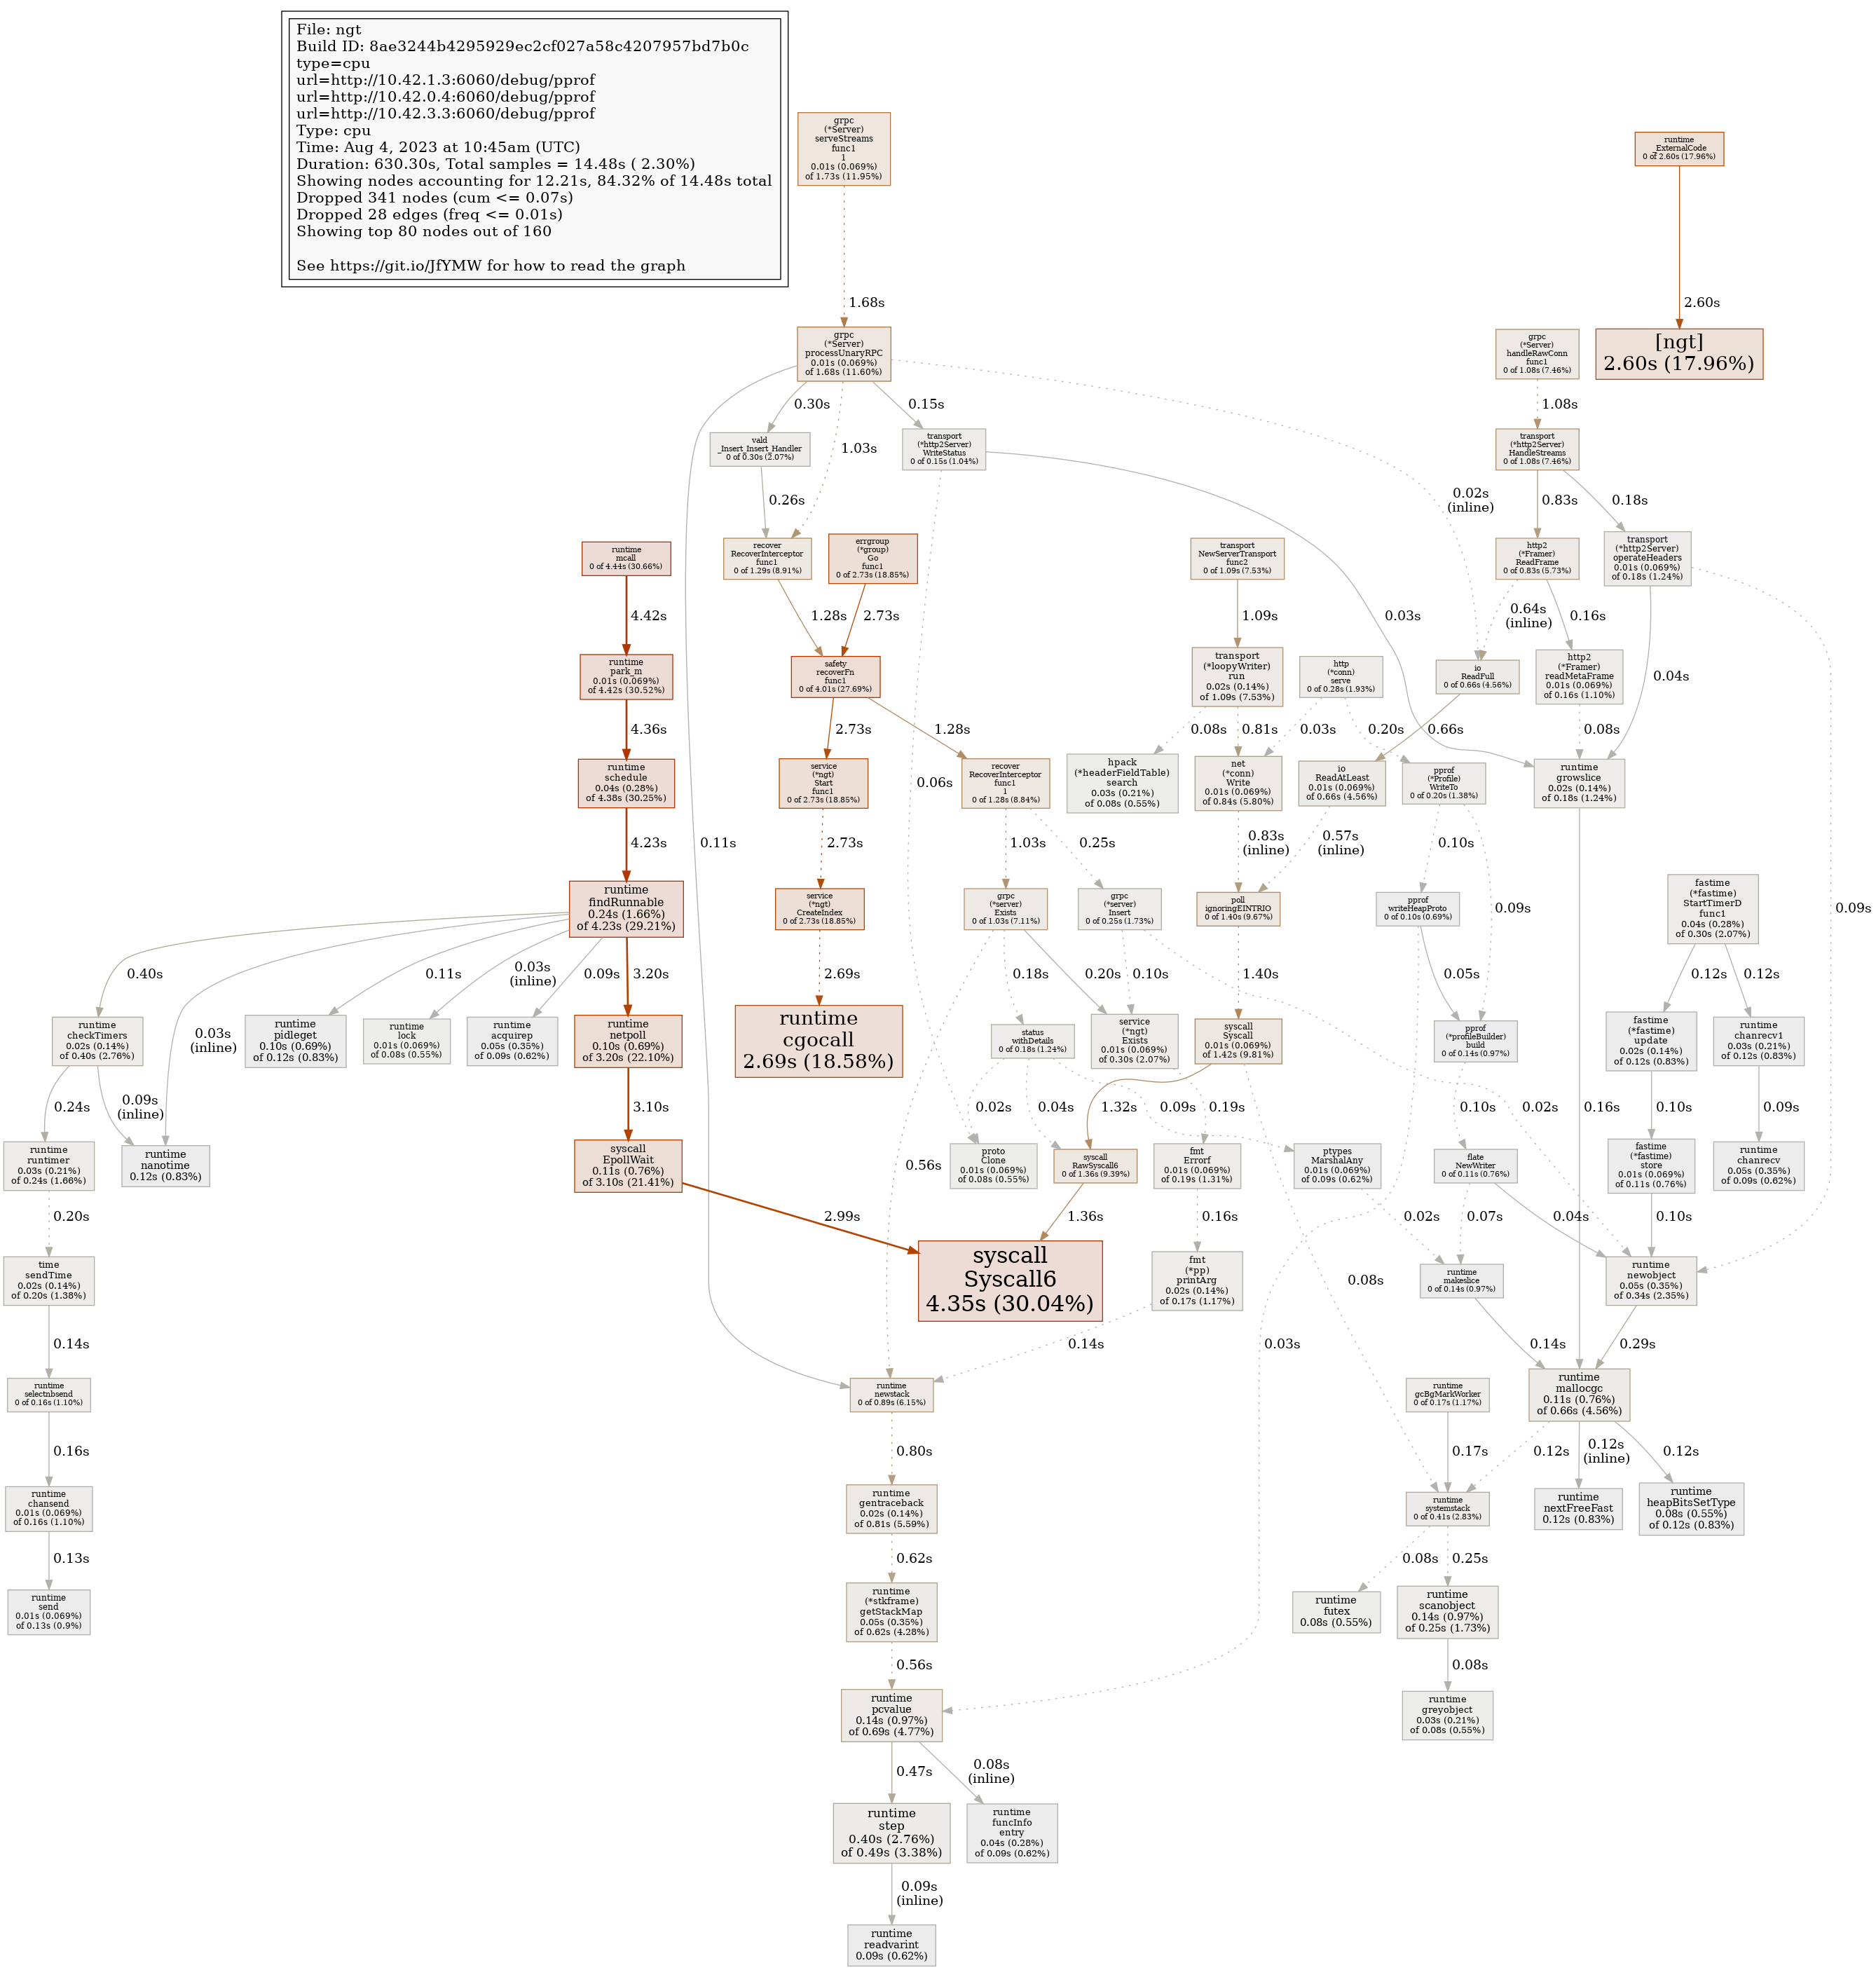 File: ngt
Build ID: 8ae3244b4295929ec2cf027a58c4207957bd7b0c
type=cpu
url=http://10.42.1.3:6060/debug/pprof
url=http://10.42.0.4:6060/debug/pprof
url=http://10.42.3.3:6060/debug/pprof
Type: cpu
Time: Aug 4, 2023 at 10:45am (UTC)
Duration: 630.30s, Total samples = 14.48s ( 2.30%)
Showing nodes accounting for 12.21s, 84.32% of 14.48s total
Dropped 341 nodes (cum <= 0.07s)
Dropped 28 edges (freq <= 0.01s)
Showing top 80 nodes out of 160
See https://git.io/JfYMW for how to read the graph
grpc
(*Server)
serveStreams
func1
1
0.01s (0.069%)
of 1.73s (11.95%)
runtime
_ExternalCode
0 of 2.60s (17.96%)
1.68s
2.60s
grpc
(*Server)
processUnaryRPC
0.01s (0.069%)
of 1.68s (11.60%)
grpc
(*Server)
handleRawConn
func1
0 of 1.08s (7.46%)
[ngt]
2.60s (17.96%)
0.30s
1.03s
0.15s
0.02s
(inline)
1.08s
vald
_Insert_Insert_Handler
0 of 0.30s (2.07%)
transport
(*http2Server)
WriteStatus
0 of 0.15s (1.04%)
transport
(*http2Server)
HandleStreams
0 of 1.08s (7.46%)
0.26s
0.83s
0.18s
runtime
mcall
0 of 4.44s (30.66%)
recover
RecoverInterceptor
func1
0 of 1.29s (8.91%)
errgroup
(*group)
Go
func1
0 of 2.73s (18.85%)
transport
NewServerTransport
func2
0 of 1.09s (7.53%)
http2
(*Framer)
ReadFrame
0 of 0.83s (5.73%)
transport
(*http2Server)
operateHeaders
0.01s (0.069%)
of 0.18s (1.24%)
4.42s
1.28s
2.73s
0.03s
1.09s
0.64s
(inline)
0.16s
0.04s
0.09s
runtime
park_m
0.01s (0.069%)
of 4.42s (30.52%)
safety
recoverFn
func1
0 of 4.01s (27.69%)
transport
(*loopyWriter)
run
0.02s (0.14%)
of 1.09s (7.53%)
http
(*conn)
serve
0 of 0.28s (1.93%)
io
ReadFull
0 of 0.66s (4.56%)
http2
(*Framer)
readMetaFrame
0.01s (0.069%)
of 0.16s (1.10%)
4.36s
2.73s
1.28s
0.08s
0.81s
0.03s
0.20s
0.66s
0.08s
runtime
schedule
0.04s (0.28%)
of 4.38s (30.25%)
service
(*ngt)
Start
func1
0 of 2.73s (18.85%)
0.06s
recover
RecoverInterceptor
func1
1
0 of 1.28s (8.84%)
hpack
(*headerFieldTable)
search
0.03s (0.21%)
of 0.08s (0.55%)
net
(*conn)
Write
0.01s (0.069%)
of 0.84s (5.80%)
io
ReadAtLeast
0.01s (0.069%)
of 0.66s (4.56%)
pprof
(*Profile)
WriteTo
0 of 0.20s (1.38%)
runtime
growslice
0.02s (0.14%)
of 0.18s (1.24%)
4.23s
0.11s
2.73s
1.03s
0.25s
0.83s
(inline)
0.57s
(inline)
0.10s
0.09s
runtime
findRunnable
0.24s (1.66%)
of 4.23s (29.21%)
service
(*ngt)
CreateIndex
0 of 2.73s (18.85%)
grpc
(*server)
Exists
0 of 1.03s (7.11%)
grpc
(*server)
Insert
0 of 0.25s (1.73%)
poll
ignoringEINTRIO
0 of 1.40s (9.67%)
pprof
writeHeapProto
0 of 0.10s (0.69%)
fastime
(*fastime)
StartTimerD
func1
0.04s (0.28%)
of 0.30s (2.07%)
0.40s
0.03s
(inline)
0.11s
0.03s
(inline)
0.09s
3.20s
2.69s
0.18s
0.20s
0.10s
1.40s
0.05s
0.12s
0.12s
runtime
checkTimers
0.02s (0.14%)
of 0.40s (2.76%)
runtime
pidleget
0.10s (0.69%)
of 0.12s (0.83%)
runtime
lock
0.01s (0.069%)
of 0.08s (0.55%)
runtime
acquirep
0.05s (0.35%)
of 0.09s (0.62%)
runtime
netpoll
0.10s (0.69%)
of 3.20s (22.10%)
runtime
cgocall
2.69s (18.58%)
status
withDetails
0 of 0.18s (1.24%)
service
(*ngt)
Exists
0.01s (0.069%)
of 0.30s (2.07%)
syscall
Syscall
0.01s (0.069%)
of 1.42s (9.81%)
pprof
(*profileBuilder)
build
0 of 0.14s (0.97%)
fastime
(*fastime)
update
0.02s (0.14%)
of 0.12s (0.83%)
runtime
chanrecv1
0.03s (0.21%)
of 0.12s (0.83%)
0.24s
0.09s
(inline)
3.10s
0.02s
0.04s
1.32s
0.09s
0.19s
0.10s
0.02s
0.16s
0.10s
0.09s
runtime
runtimer
0.03s (0.21%)
of 0.24s (1.66%)
runtime
nanotime
0.12s (0.83%)
syscall
EpollWait
0.11s (0.76%)
of 3.10s (21.41%)
0.56s
proto
Clone
0.01s (0.069%)
of 0.08s (0.55%)
syscall
RawSyscall6
0 of 1.36s (9.39%)
fmt
Errorf
0.01s (0.069%)
of 0.19s (1.31%)
ptypes
MarshalAny
0.01s (0.069%)
of 0.09s (0.62%)
flate
NewWriter
0 of 0.11s (0.76%)
fastime
(*fastime)
store
0.01s (0.069%)
of 0.11s (0.76%)
runtime
chanrecv
0.05s (0.35%)
of 0.09s (0.62%)
0.20s
2.99s
1.36s
0.16s
0.02s
0.07s
0.04s
0.10s
time
sendTime
0.02s (0.14%)
of 0.20s (1.38%)
syscall
Syscall6
4.35s (30.04%)
fmt
(*pp)
printArg
0.02s (0.14%)
of 0.17s (1.17%)
0.08s
runtime
makeslice
0 of 0.14s (0.97%)
runtime
newobject
0.05s (0.35%)
of 0.34s (2.35%)
0.14s
0.14s
0.03s
0.14s
0.29s
runtime
selectnbsend
0 of 0.16s (1.10%)
runtime
newstack
0 of 0.89s (6.15%)
runtime
gcBgMarkWorker
0 of 0.17s (1.17%)
runtime
mallocgc
0.11s (0.76%)
of 0.66s (4.56%)
0.16s
0.80s
0.17s
0.12s
0.12s
(inline)
0.12s
runtime
chansend
0.01s (0.069%)
of 0.16s (1.10%)
runtime
gentraceback
0.02s (0.14%)
of 0.81s (5.59%)
runtime
systemstack
0 of 0.41s (2.83%)
runtime
nextFreeFast
0.12s (0.83%)
runtime
heapBitsSetType
0.08s (0.55%)
of 0.12s (0.83%)
0.13s
0.62s
0.08s
0.25s
runtime
send
0.01s (0.069%)
of 0.13s (0.9%)
runtime
(*stkframe)
getStackMap
0.05s (0.35%)
of 0.62s (4.28%)
runtime
futex
0.08s (0.55%)
runtime
scanobject
0.14s (0.97%)
of 0.25s (1.73%)
0.56s
0.08s
runtime
pcvalue
0.14s (0.97%)
of 0.69s (4.77%)
runtime
greyobject
0.03s (0.21%)
of 0.08s (0.55%)
0.47s
0.08s
(inline)
runtime
step
0.40s (2.76%)
of 0.49s (3.38%)
runtime
funcInfo
entry
0.04s (0.28%)
of 0.09s (0.62%)
0.09s
(inline)
runtime
readvarint
0.09s (0.62%)